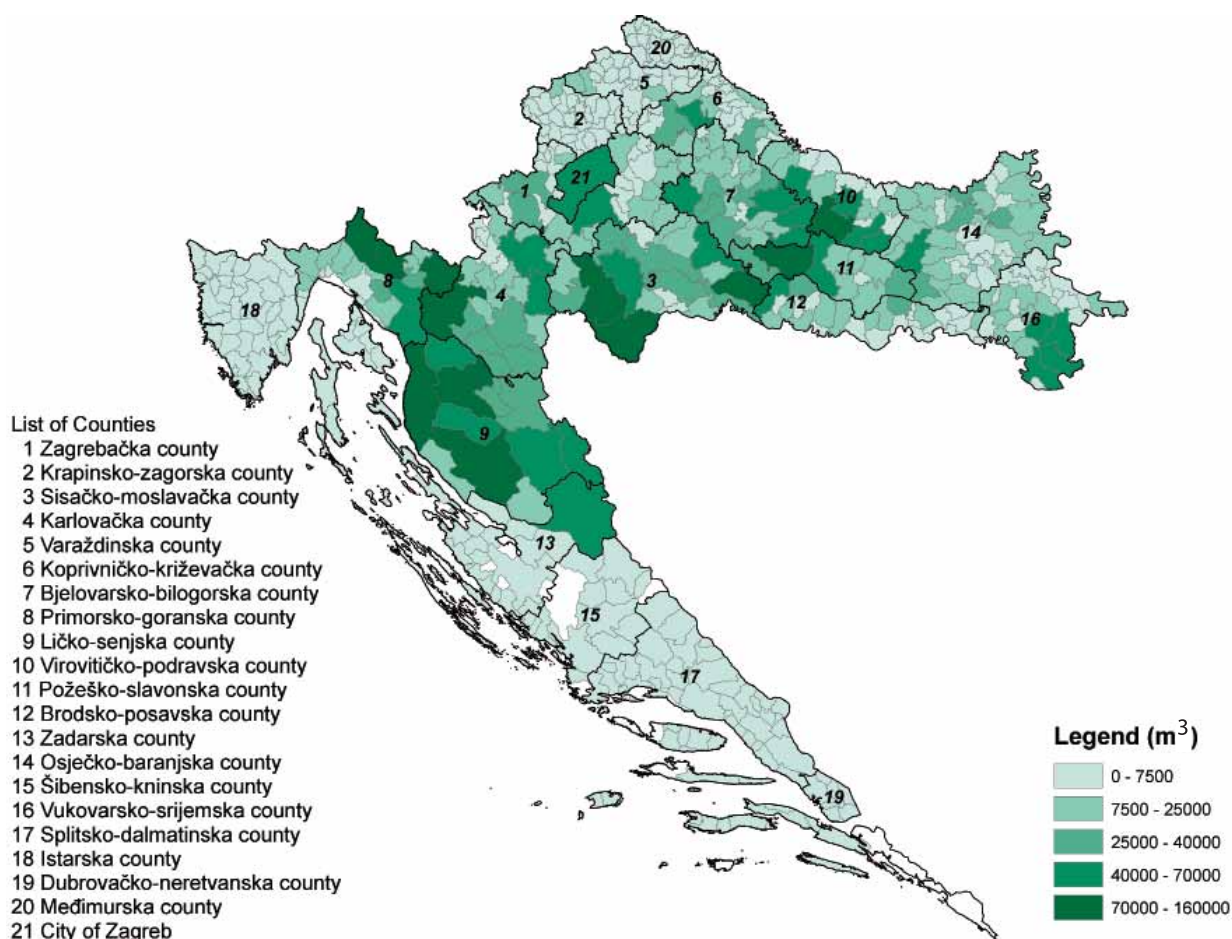 20
5
6
2
21
1
7
10
14
3
11
8
4
12
18
16
9
13
15
17
19
List of Counties
1 Zagrebačka county
2 Krapinsko-zagorska county
3 Sisačko-moslavačka county
4 Karlovačka county
5 Varaždinska county
6 Koprivničko-križevačka county
7 Bjelovarsko-bilogorska county
8 Primorsko-goranska county
9 Ličko-senjska county
10 Virovitičko-podravska county
11 Požeško-slavonska county
12 Brodsko-posavska county
13 Zadarska county
14 Osječko-baranjska county
15 Šibensko-kninska county
16 Vukovarsko-srijemska county
17 Splitsko-dalmatinska county
18 Istarska county
19 Dubrovačko-neretvanska county
20 Međimurska county
21 City of Zagreb
Legend (m³)
0 - 7500
7500 - 25000
25000 - 40000
40000 - 70000
70000 - 160000